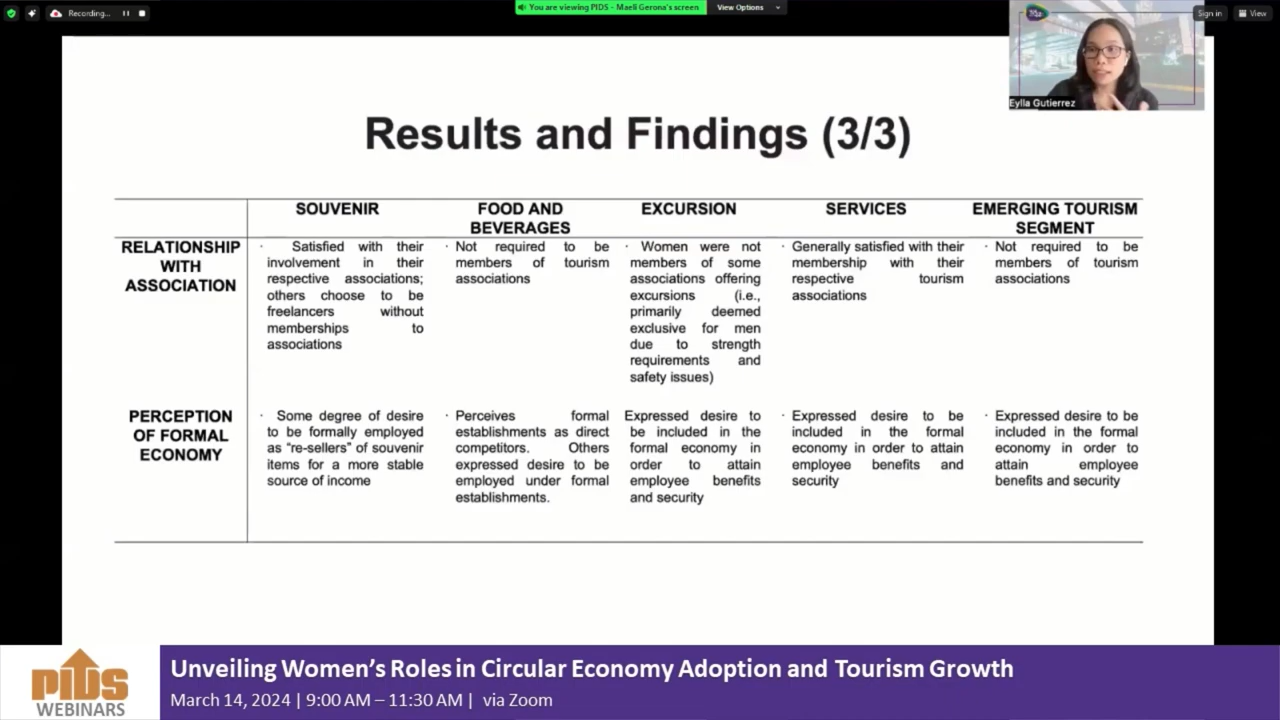 Recording...
You are viewing PIDS - Maeli Gerona's screen
View Options
Sign in
View
Eylla Gutierrez
Results and Findings (3/3)
SOUVENIR
FOOD AND
BEVERAGES
EXCURSION
SERVICES
EMERGING TOURISM
SEGMENT
RELATIONSHIP
WITH
ASSOCIATION
· Satisfied with their
involvement in their
respective associations;
others choose to be
freelancers without
memberships to
associations
· Not required to be
members of tourism
associations
· Women were not
members of some
associations offering
excursions (i.e.,
primarily deemed
exclusive for men
due to strength
requirements and
safety issues)
· Generally satisfied with their
membership with their
respective tourism
associations
· Not required to be
members of tourism
associations
PERCEPTION
OF FORMAL
ECONOMY
· Some degree of desire
to be formally employed
as “re-sellers” of souvenir
items for a more stable
source of income
· Perceives formal
establishments as direct
competitors. Others
expressed desire to be
employed under formal
establishments.
Expressed desire to
be included in the
formal economy in
order to attain
employee benefits
and security
· Expressed desire to be
included in the formal
economy in order to attain
employee benefits and
security
· Expressed desire to be
included in the formal
economy in order to
attain employee
benefits and security
PIDS
WEBINARS
Unveiling Women’s Roles in Circular Economy Adoption and Tourism Growth
March 14, 2024 | 9:00 AM – 11:30 AM | via Zoom